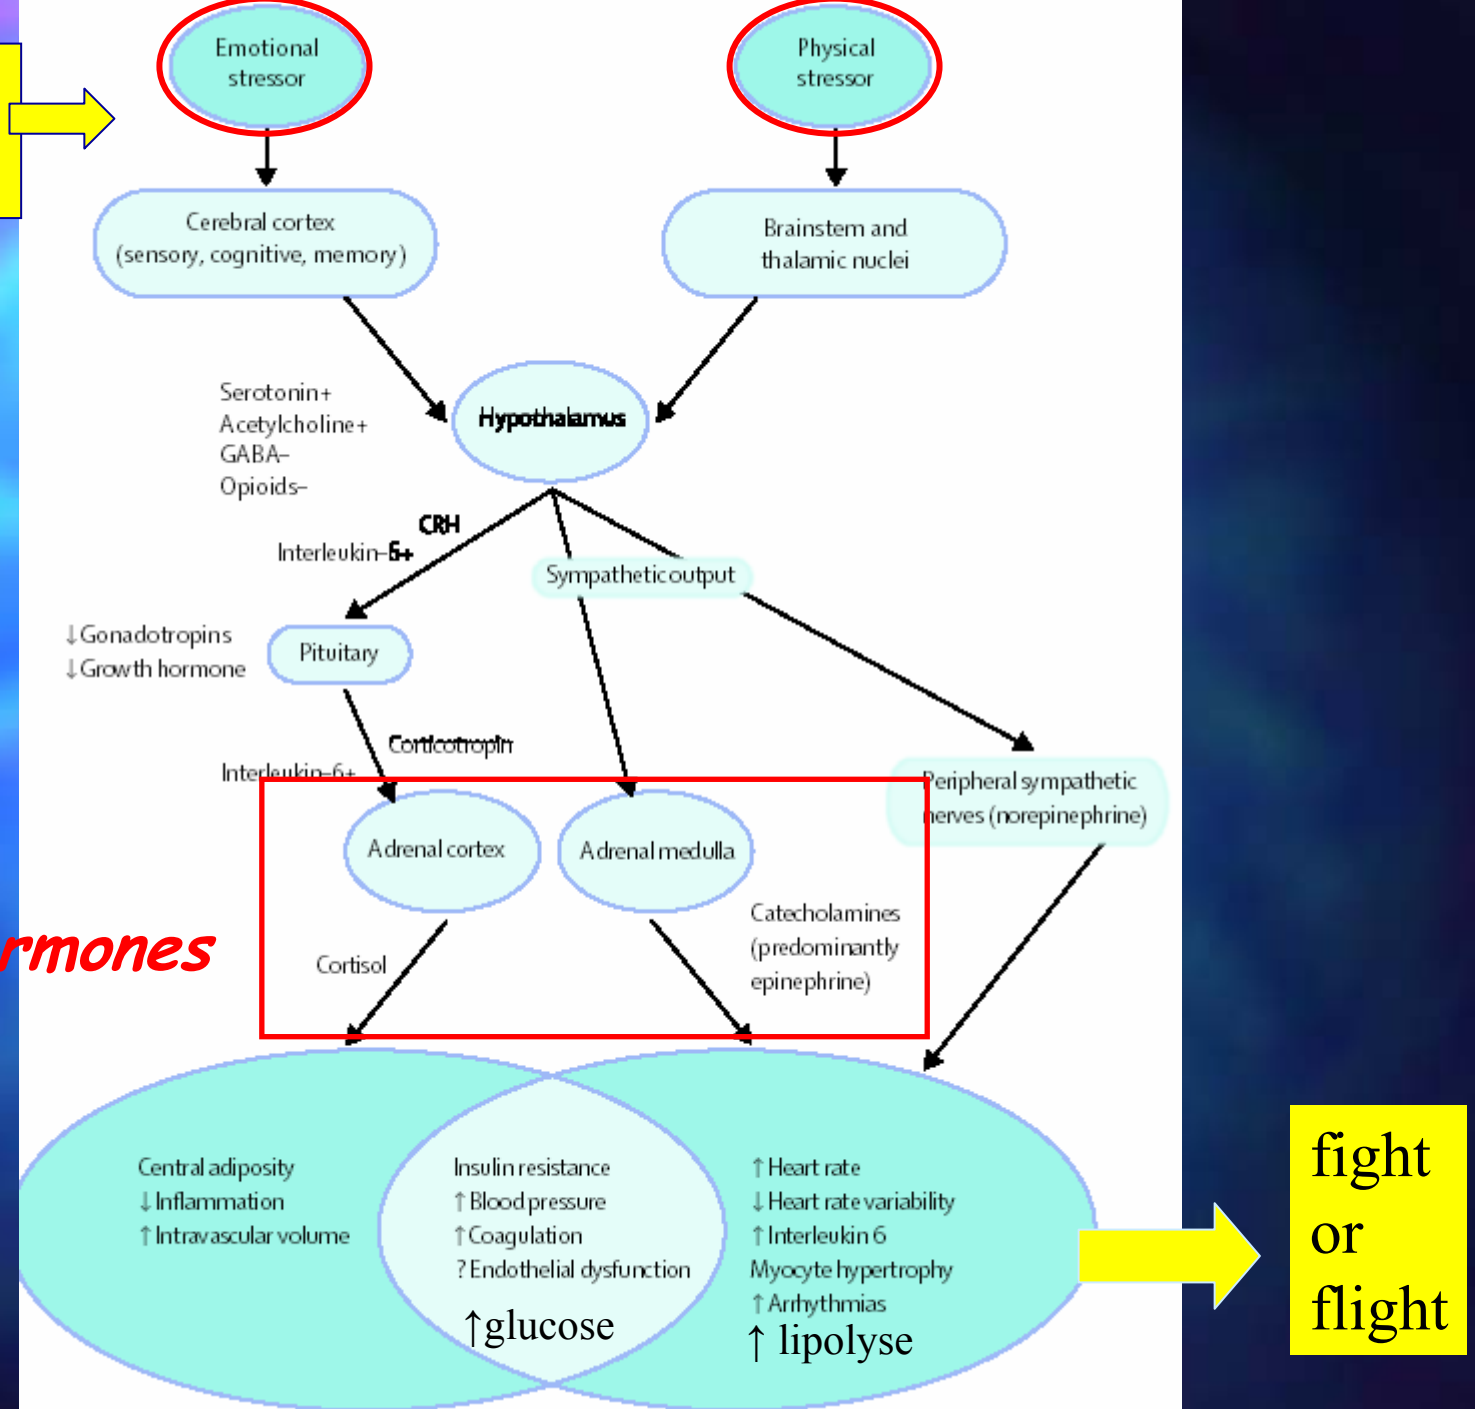 Emotional
stressor
Physical
stressor
Cerebral cortex
(sensory, cognitive, memory)
Brainstem and
thalamic nuclei
Serotonin+
Acetylcholine+
GABA–
Opioids–
Hypothalamus
CRH
Interleukin–6+
Sympathetic output
↓Gonadotropins
↓Growth hormone
Pituitary
Corticotropin
Interleukin–6+
Peripheral sympathetic
nerves (norepinephrine)
Adrenal cortex
Adrenal medulla
Catecholamines
(predominantly
epinephrine)
rmones
Cortisol
Central adiposity
↓Inflammation
↑Intravascular volume
Insulin resistance
↑Blood pressure
↑Coagulation
?Endothelial dysfunction
↑glucose
↑Heart rate
↓Heart rate variability
↑Interleukin 6
Myocyte hypertrophy
↑Arrhythmias
↑ lipolyse
fight
or
flight